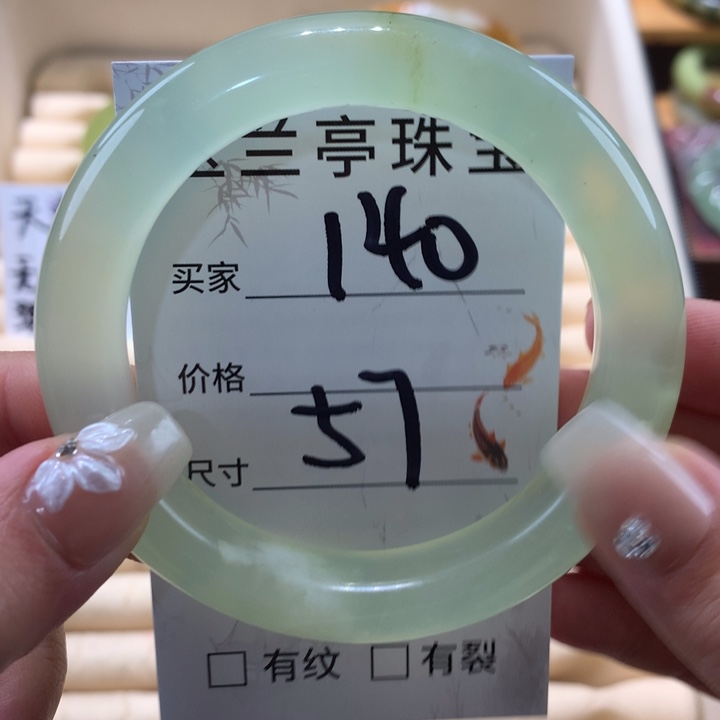 兰亭珠宝
买家 140
价格
尺寸 57
□ 有纹 □ 有裂